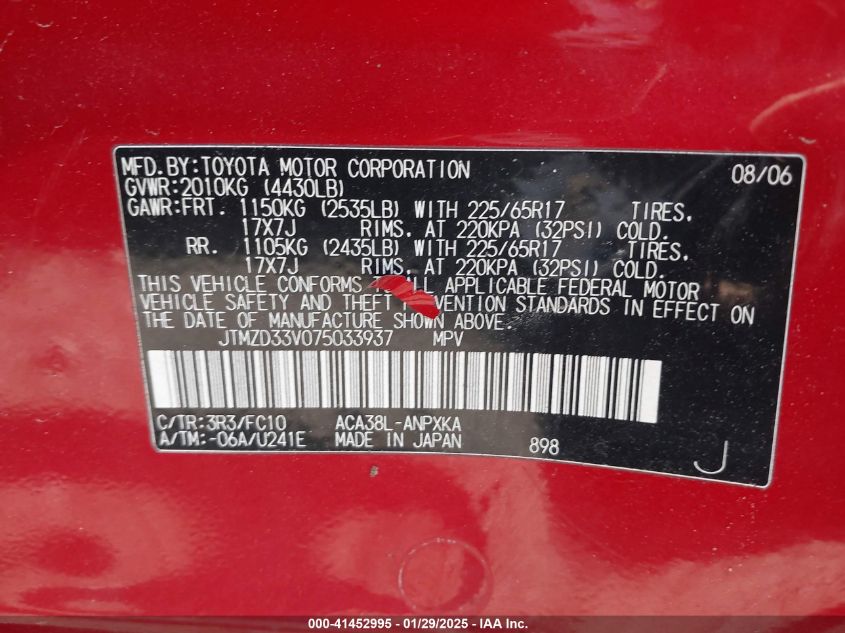 MFD.BY:TOYOTA MOTOR CORPORATION 08/06
GVWR:2010KG (4430LB)
GAWR:FRT. 1150KG (2535LB) WITH 225/65R17 TIRES,
17X7J RIMS, AT 220KPA (32PSI) COLD.
RR. 1105KG (2435LB) WITH 225/65R17 TIRES,
17X7J RIMS, AT 220KPA (32PSI) COLD.
THIS VEHICLE CONFORMS ALL APPLICABLE FEDERAL MOTOR
VEHICLE SAFETY AND THEFT STANDARDS IN EFFECT ON
THE DATE OF MANUFACTURE SHOWN ABOVE.
JTMZD33V075033937 MPV
C/TR:3R3/FC10 ACA38L-ANPXKA
A/TM:-06A/U241E MADE IN JAPAN 898 J
000-41452995 - 01/29/2025 - IAA Inc.